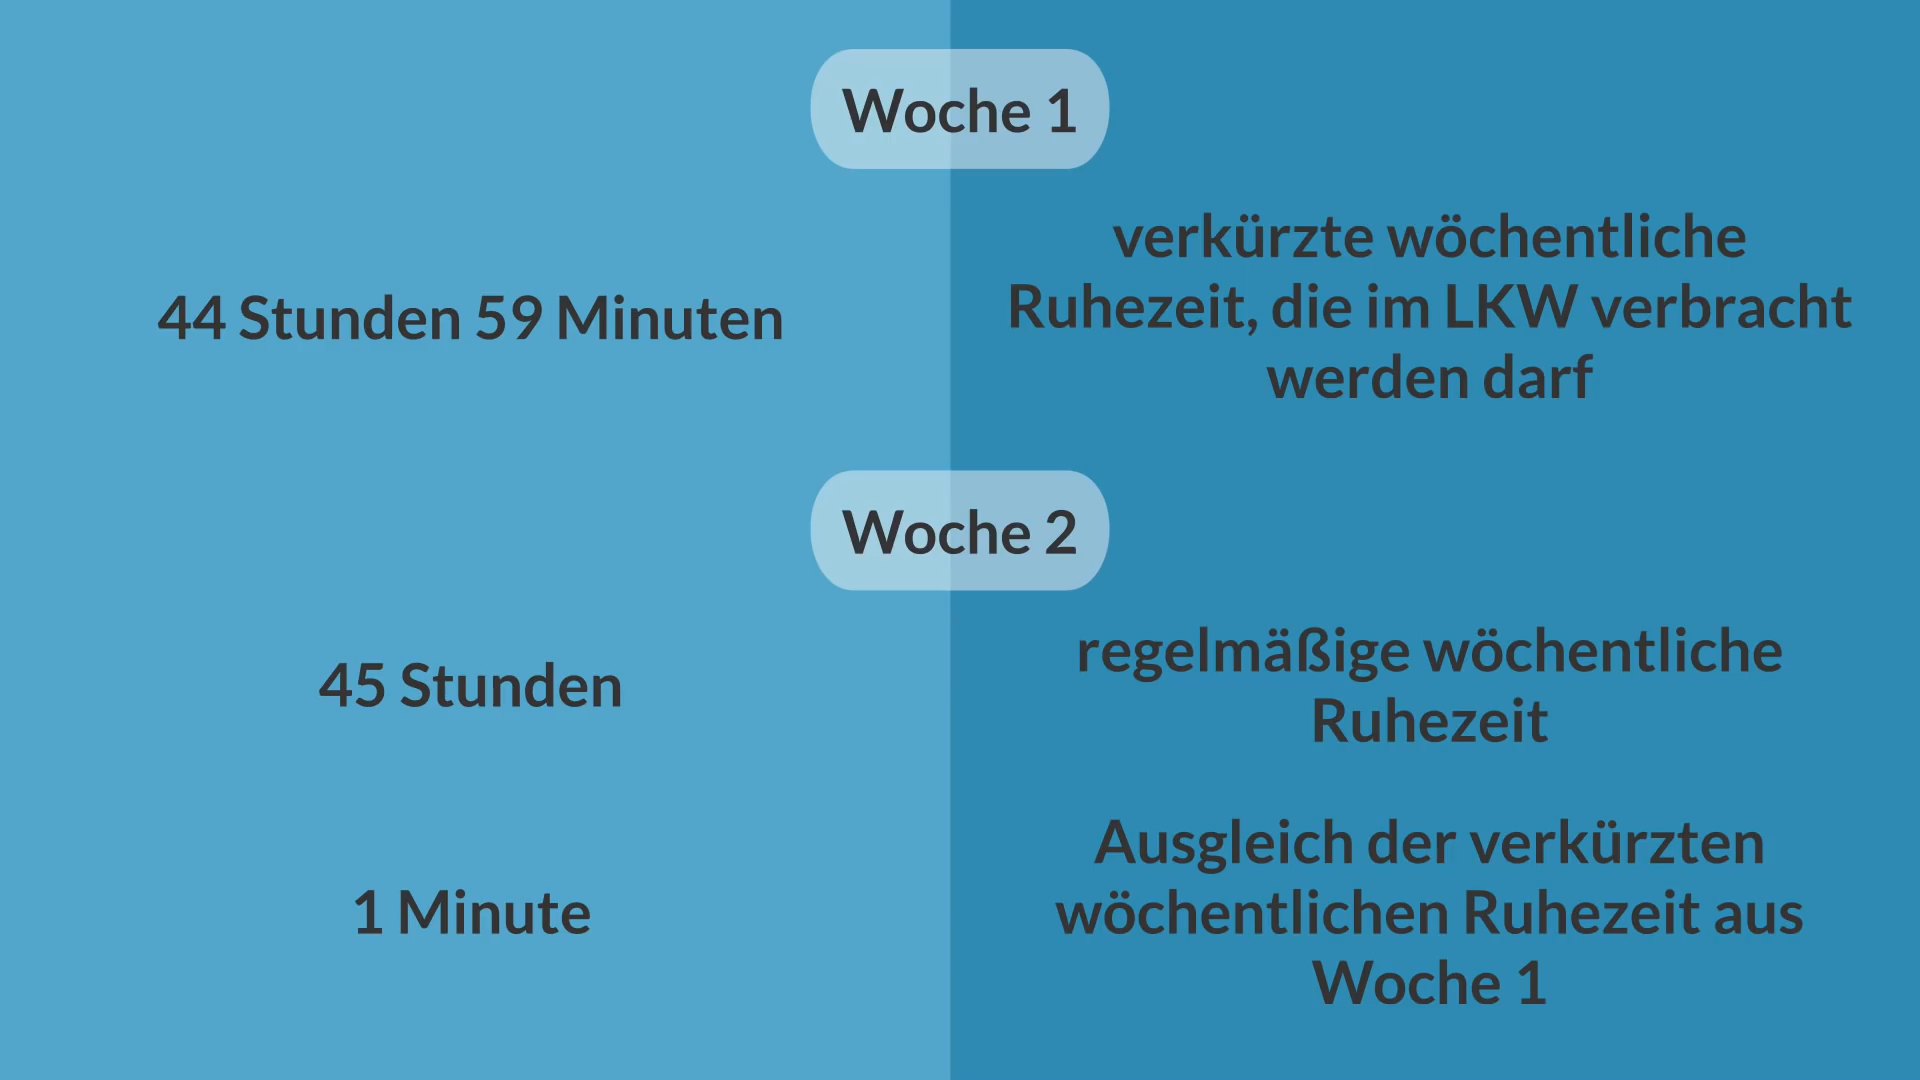 Woche 1
44 Stunden 59 Minuten
verkürzte wöchentliche
Ruhezeit, die im LKW verbracht
werden darf
Woche 2
45 Stunden
regelmäßige wöchentliche
Ruhezeit
1 Minute
Ausgleich der verkürzten
wöchentlichen Ruhezeit aus
Woche 1